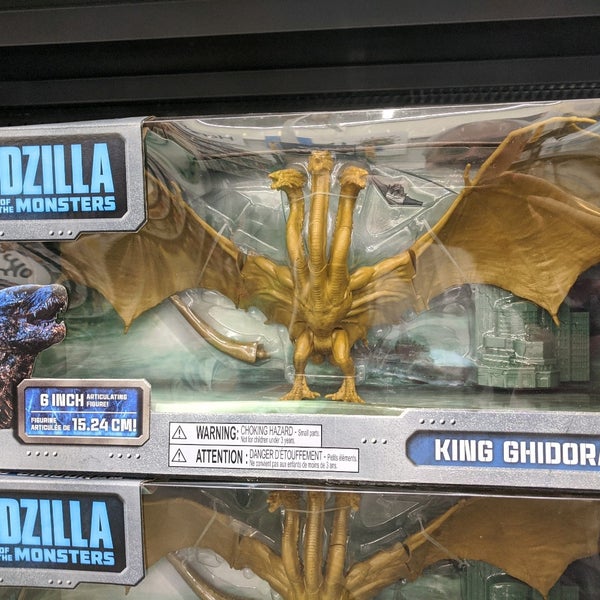 DZILLA
OF
THE MONSTERS
6 INCH ARTICULATING FIGURE!
FIGURINE ARTICULÉE DE 15.24 CM!
WARNING: CHOKING HAZARD - Small parts.
Not for children under 3 years.
ATTENTION: DANGER D'ÉTOUFFEMENT - Petits éléments.
Ne convient pas aux enfants de moins de 3 ans.
KING GHIDORA
DZILLA
OF
THE MONSTERS